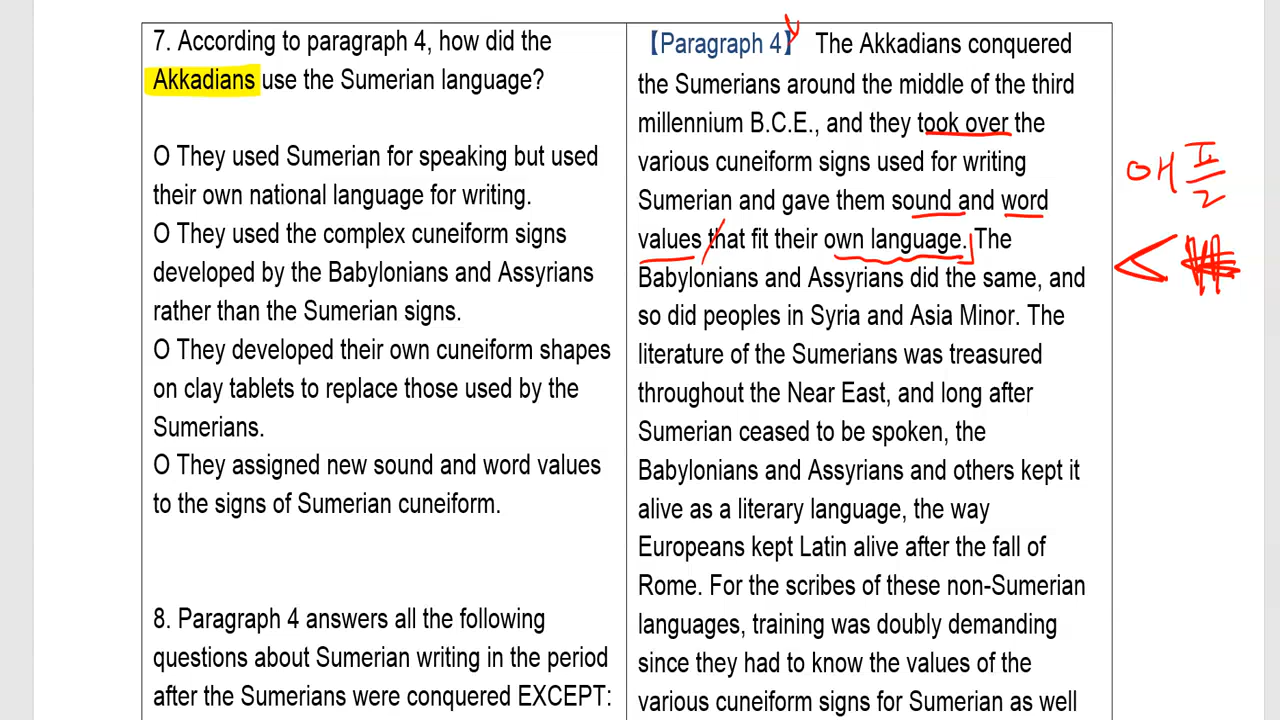 7. According to paragraph 4, how did the
Akkadians use the Sumerian language?
O They used Sumerian for speaking but used
their own national language for writing.
O They used the complex cuneiform signs
developed by the Babylonians and Assyrians
rather than the Sumerian signs.
O They developed their own cuneiform shapes
on clay tablets to replace those used by the
Sumerians.
O They assigned new sound and word values
to the signs of Sumerian cuneiform.
8. Paragraph 4 answers all the following
questions about Sumerian writing in the period
after the Sumerians were conquered EXCEPT:
【Paragraph 4】 The Akkadians conquered
the Sumerians around the middle of the third
millennium B.C.E., and they took over the
various cuneiform signs used for writing
Sumerian and gave them sound and word
values that fit their own language. The
Babylonians and Assyrians did the same, and
so did peoples in Syria and Asia Minor. The
literature of the Sumerians was treasured
throughout the Near East, and long after
Sumerian ceased to be spoken, the
Babylonians and Assyrians and others kept it
alive as a literary language, the way
Europeans kept Latin alive after the fall of
Rome. For the scribes of these non-Sumerian
languages, training was doubly demanding
since they had to know the values of the
various cuneiform signs for Sumerian as well
애플